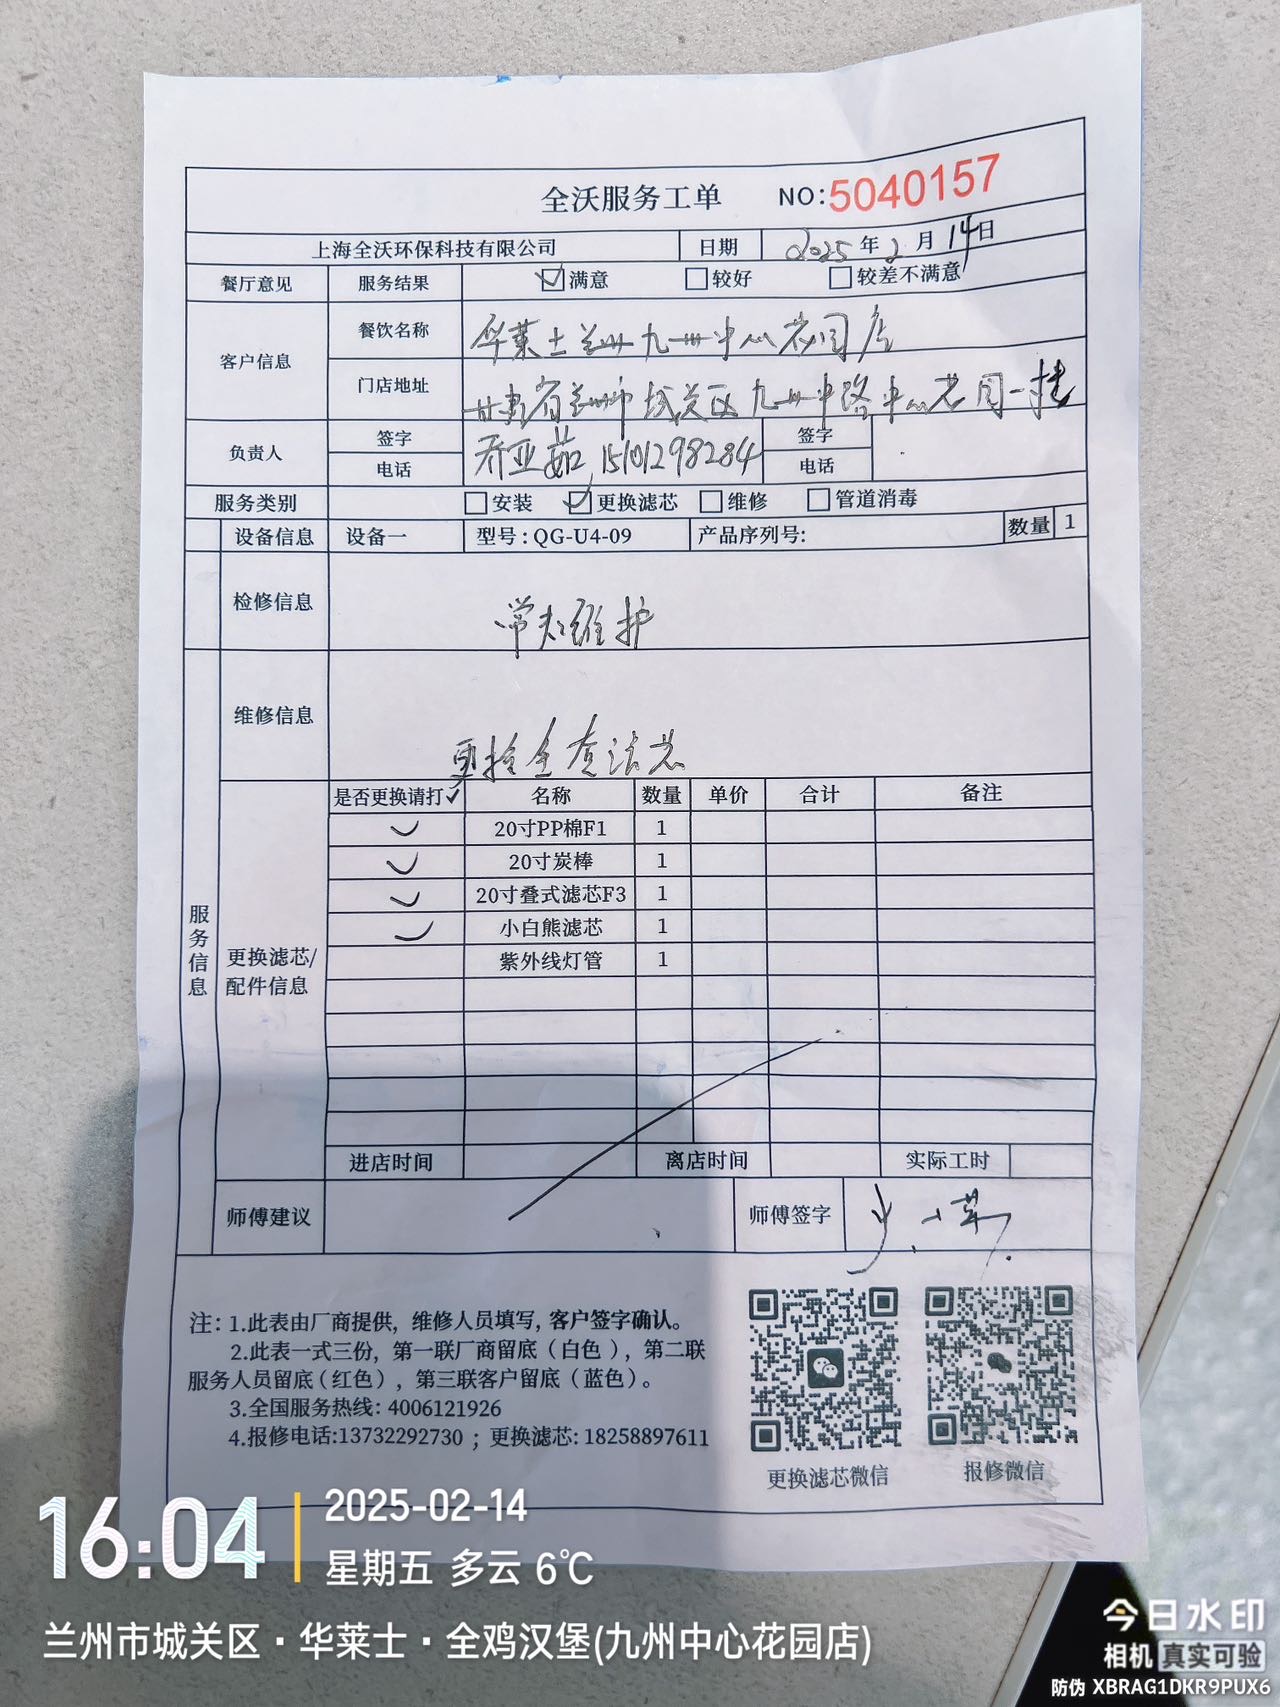 全沃服务工单 NO:5040157
上海全沃环保科技有限公司 日期 2025年2月14日
餐厅意见 服务结果 ☑满意 □较好 □较差不满意
客户信息 餐饮名称 华莱士兰州九州中心花园店
门店地址 甘肃省兰州市城关区九州中路中心花园一楼
负责人 签字 乔亚茹 签字
电话 15101298284 电话
服务类别 □安装 ☑更换滤芯 □维修 □管道消毒
设备信息 设备一 型号:QG-U4-09 产品序列号: 数量 1
检修信息 常规维护
维修信息 更换全套滤芯
服务信息
更换滤芯/配件信息
是否更换请打✓ 名称 数量 单价 合计 备注
✓ 20寸PP棉F1 1
✓ 20寸炭棒 1
✓ 20寸叠式滤芯F3 1
✓ 小白熊滤芯 1
紫外线灯管 1
进店时间 离店时间 实际工时
师傅建议 师傅签字
注:1.此表由厂商提供,维修人员填写,客户签字确认。
2.此表一式三份,第一联厂商留底(白色),第二联
服务人员留底(红色),第三联客户留底(蓝色)。
3.全国服务热线: 4006121926
4.报修电话:13732292730 ; 更换滤芯: 18258897611
更换滤芯微信 报修微信
16:04
2025-02-14
星期五 多云 6℃
兰州市城关区·华莱士·全鸡汉堡(九州中心花园店)
今日水印
相机 真实可验
防伪 XBRAG1DKR9PUX6